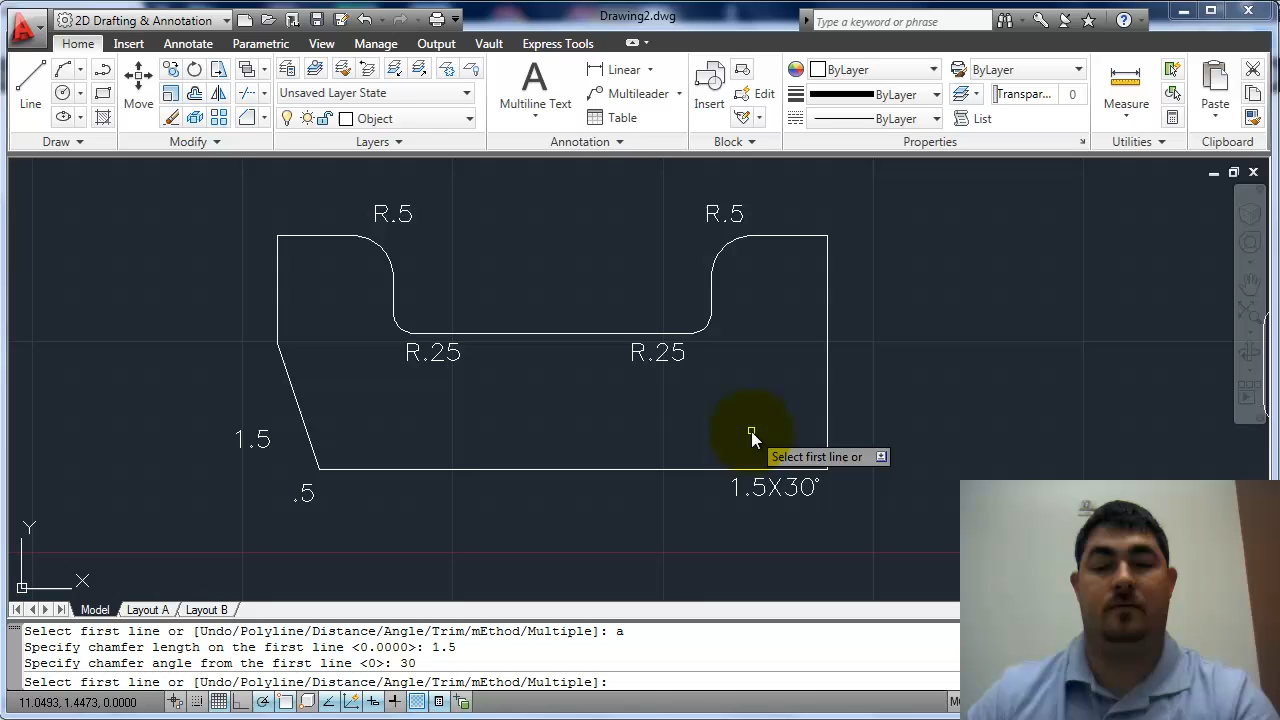 2D Drafting & Annotation
Drawing2.dwg
Type a keyword or phrase
Home Insert Annotate Parametric View Manage Output Vault Express Tools
Line
Move
Unsaved Layer State
Object
Multiline Text
Linear
Multileader
Table
Insert
Edit
ByLayer
ByLayer
ByLayer
ByLayer
Transpar... 0
List
Measure
Paste
Draw Modify Layers Annotation Block Properties Utilities Clipboard
R.5 R.5
R.25 R.25
1.5
.5
1.5X30°
Select first line or
Y
X
Model Layout A Layout B
Select first line or [Undo/Polyline/Distance/Angle/Trim/mEthod/Multiple]: a
Specify chamfer length on the first line <0.0000>: 1.5
Specify chamfer angle from the first line <0>: 30
Select first line or [Undo/Polyline/Distance/Angle/Trim/mEthod/Multiple]:
11.0493, 1.4473, 0.0000